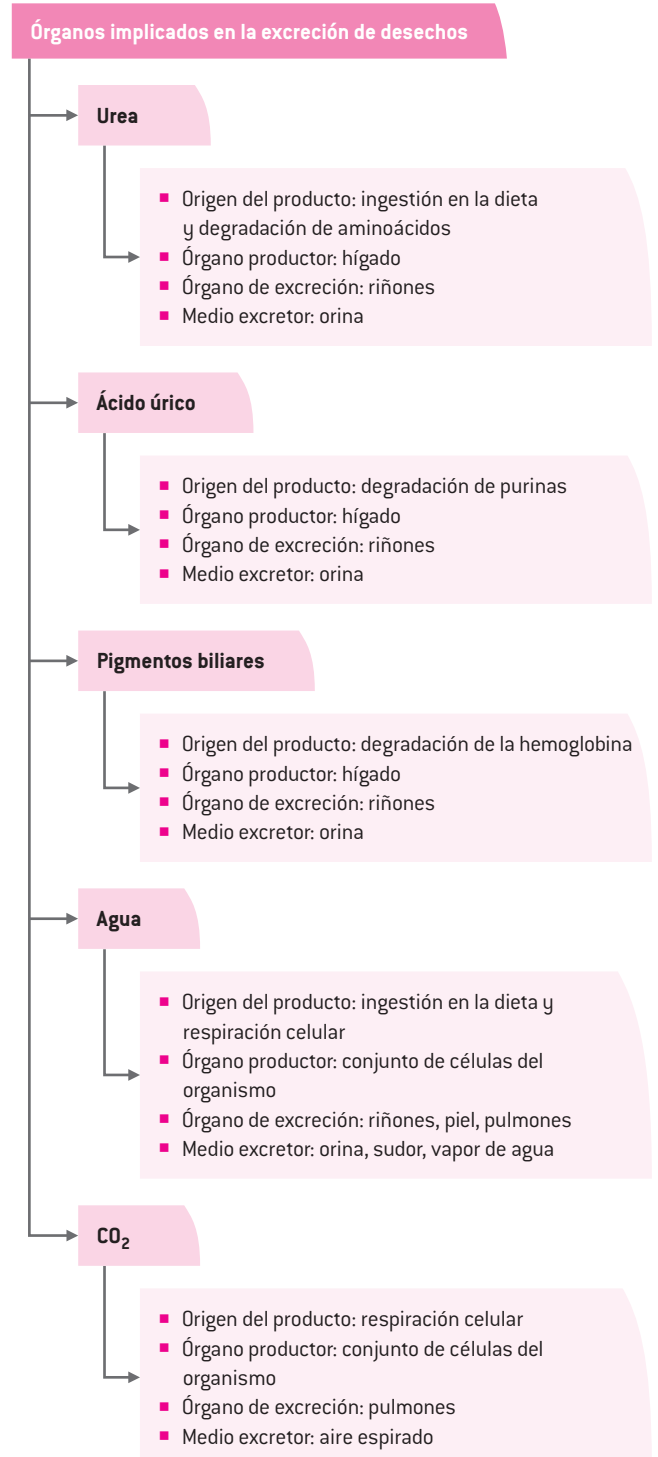 Órganos implicados en la excreción de desechos
Urea
■ Origen del producto: ingestión en la dieta
y degradación de aminoácidos
■ Órgano productor: hígado
■ Órgano de excreción: riñones
■ Medio excretor: orina
Ácido úrico
■ Origen del producto: degradación de purinas
■ Órgano productor: hígado
■ Órgano de excreción: riñones
■ Medio excretor: orina
Pigmentos biliares
■ Origen del producto: degradación de la hemoglobina
■ Órgano productor: hígado
■ Órgano de excreción: riñones
■ Medio excretor: orina
Agua
■ Origen del producto: ingestión en la dieta y
respiración celular
■ Órgano productor: conjunto de células del
organismo
■ Órgano de excreción: riñones, piel, pulmones
■ Medio excretor: orina, sudor, vapor de agua
CO₂
■ Origen del producto: respiración celular
■ Órgano productor: conjunto de células del
organismo
■ Órgano de excreción: pulmones
■ Medio excretor: aire espirado